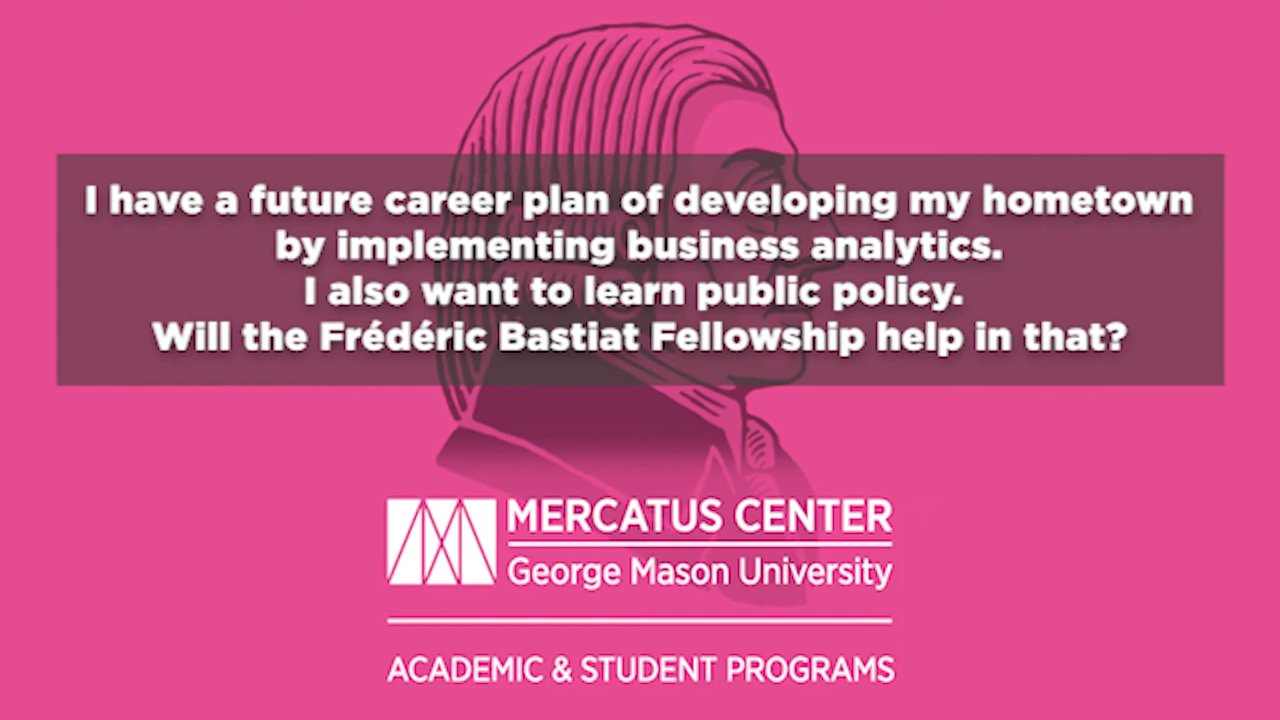 I have a future career plan of developing my hometown
by implementing business analytics.
I also want to learn public policy.
Will the Frédéric Bastiat Fellowship help in that?
MERCATUS CENTER
George Mason University
ACADEMIC & STUDENT PROGRAMS